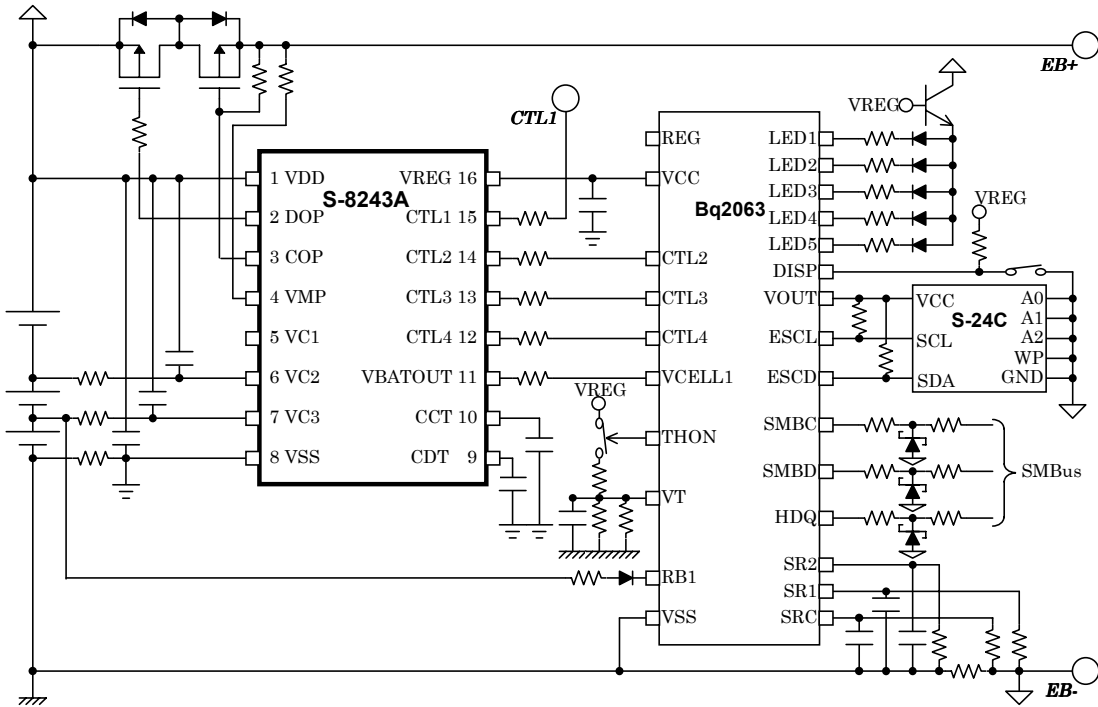 EB+
CTL1
VREG
S-8243A
1 VDD
2 DOP
3 COP
4 VMP
5 VC1
6 VC2
7 VC3
8 VSS
VREG 16
CTL1 15
CTL2 14
CTL3 13
CTL4 12
VBATOUT 11
CCT 10
CDT 9
VREG
Bq2063
REG
VCC
CTL2
CTL3
CTL4
VCELL1
THON
VT
RB1
VSS
LED1
LED2
LED3
LED4
LED5
DISP
VOUT
ESCL
ESCD
SMBC
SMBD
HDQ
SR2
SR1
SRC
VREG
S-24C
VCC
SCL
SDA
A0
A1
A2
WP
GND
SMBus
EB-